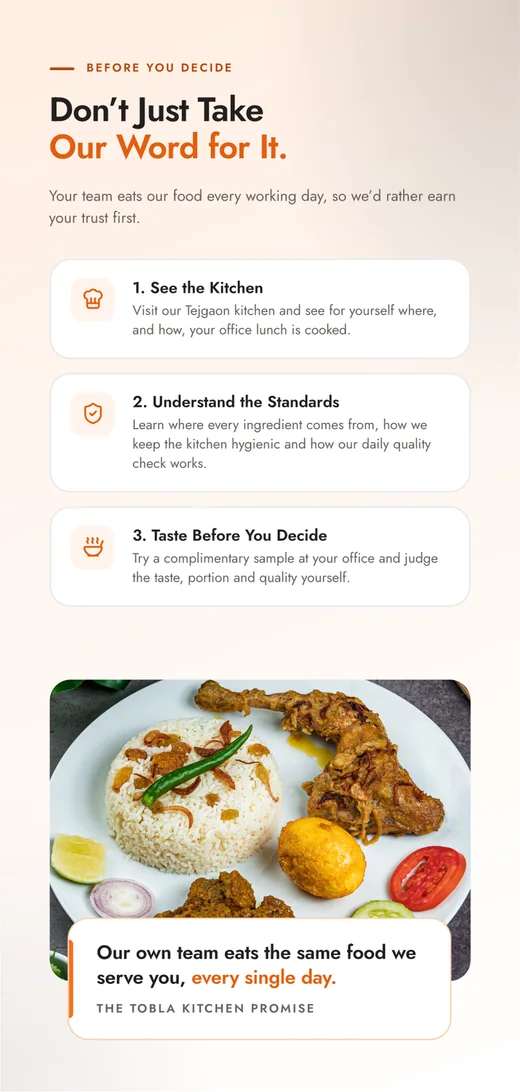 BEFORE YOU DECIDE
Don’t Just Take
Our Word for It.
Your team eats our food every working day, so we’d rather earn
your trust first.
1. See the Kitchen
Visit our Tejgaon kitchen and see for yourself where,
and how, your office lunch is cooked.
2. Understand the Standards
Learn where every ingredient comes from, how we
keep the kitchen hygienic and how our daily quality
check works.
3. Taste Before You Decide
Try a complimentary sample at your office and judge
the taste, portion and quality yourself.
Our own team eats the same food we
serve you, every single day.
THE TOBLA KITCHEN PROMISE